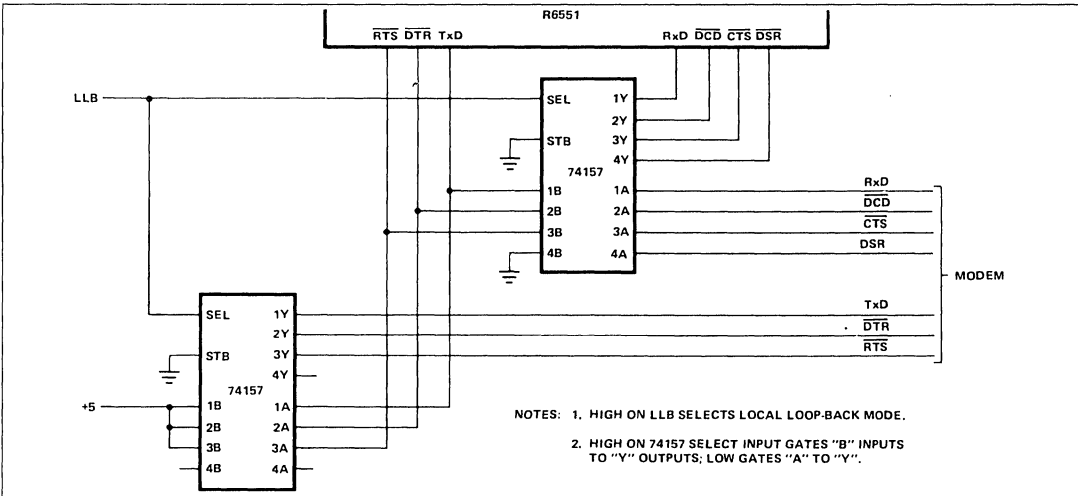 R6551
RTS DTR TxD RxD DCD CTS DSR
LLB
SEL 1Y
2Y
STB 3Y
4Y
74157
1B 1A RxD
2B 2A DCD
3B 3A CTS
4B 4A DSR
MODEM
SEL 1Y TxD
2Y DTR
STB 3Y RTS
4Y
74157
+5 1B 1A
2B 2A
3B 3A
4B 4A
NOTES: 1. HIGH ON LLB SELECTS LOCAL LOOP-BACK MODE.
2. HIGH ON 74157 SELECT INPUT GATES "B" INPUTS
TO "Y" OUTPUTS; LOW GATES "A" TO "Y".